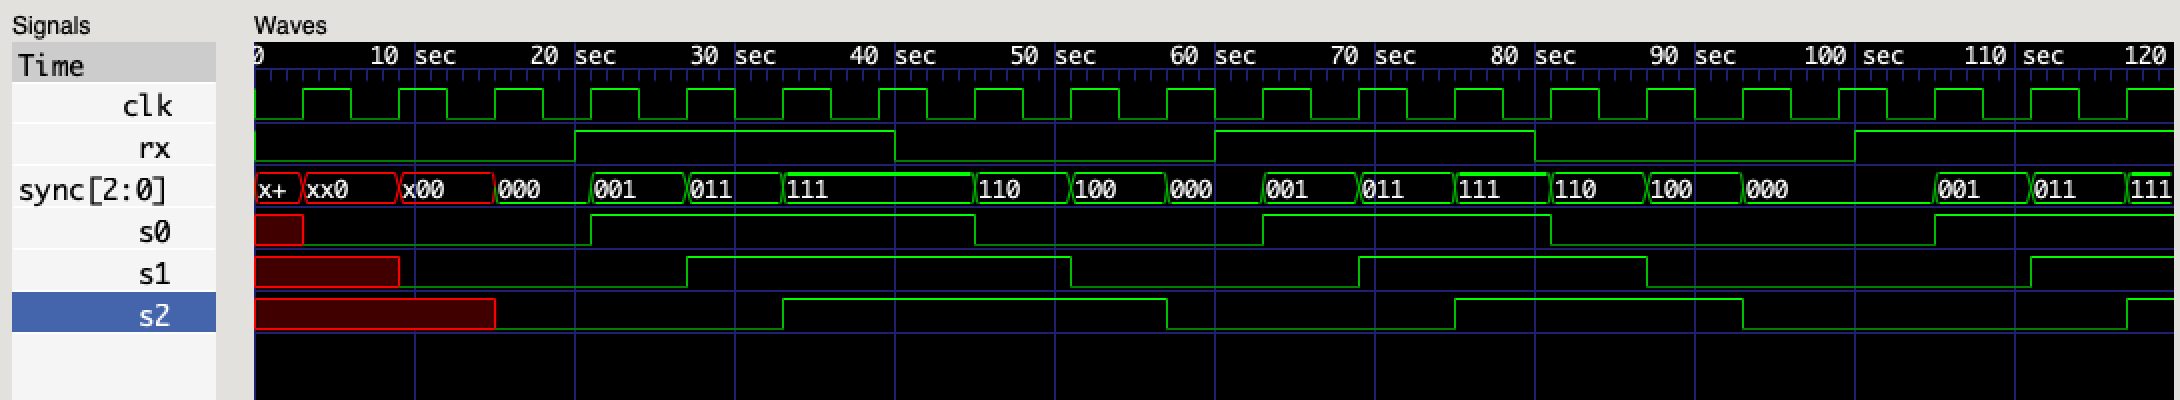 Signals Waves
Time 0 10 sec 20 sec 30 sec 40 sec 50 sec 60 sec 70 sec 80 sec 90 sec 100 sec 110 sec 120
clk
rx
sync[2:0] x+ xx0 x00 000 001 011 111 110 100 000 001 011 111 110 100 000 001 011 111
s0
s1
s2